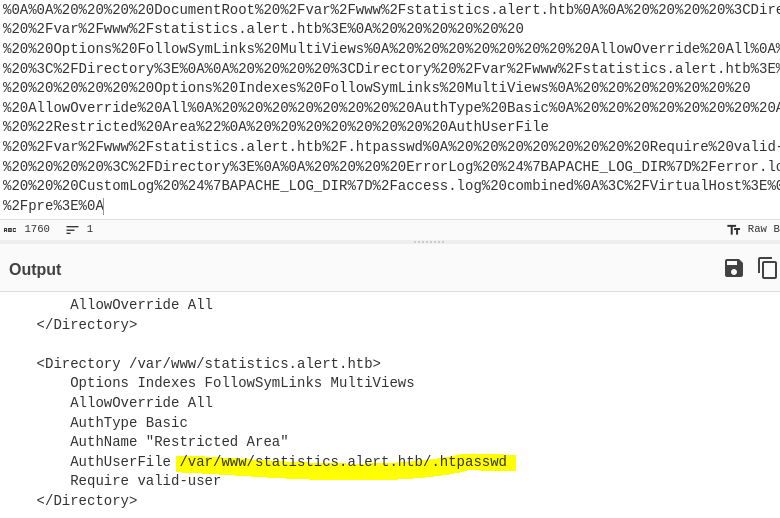 %0A%0A%20%20%20%20DocumentRoot%20%2Fvar%2Fwww%2Fstatistics.alert.htb%0A%0A%20%20%20%20%3CDire
%20%2Fvar%2Fwww%2Fstatistics.alert.htb%3E%0A%20%20%20%20%20%20
%20%20Options%20FollowSymLinks%20MultiViews%0A%20%20%20%20%20%20%20%20AllowOverride%20All%0A%
%20%3C%2FDirectory%3E%0A%0A%20%20%20%20%3CDirectory%20%2Fvar%2Fwww%2Fstatistics.alert.htb%3E%
%20%20%20%20%20%20Options%20Indexes%20FollowSymLinks%20MultiViews%0A%20%20%20%20%20%20%20
%20AllowOverride%20All%0A%20%20%20%20%20%20%20%20AuthType%20Basic%0A%20%20%20%20%20%20%20%20A
%20%22Restricted%20Area%22%0A%20%20%20%20%20%20%20%20AuthUserFile
%20%2Fvar%2Fwww%2Fstatistics.alert.htb%2F.htpasswd%0A%20%20%20%20%20%20%20%20Require%20valid-
%20%20%20%20%3C%2FDirectory%3E%0A%0A%20%20%20%20ErrorLog%20%24%7BAPACHE_LOG_DIR%7D%2Ferror.lo
%20%20%20CustomLog%20%24%7BAPACHE_LOG_DIR%7D%2Faccess.log%20combined%0A%3C%2FVirtualHost%3E%0
%2Fpre%3E%0A
ABC 1760 1 Tт Raw B
Output
AllowOverride All
</Directory>
<Directory /var/www/statistics.alert.htb>
Options Indexes FollowSymLinks MultiViews
AllowOverride All
AuthType Basic
AuthName "Restricted Area"
AuthUserFile /var/www/statistics.alert.htb/.htpasswd
Require valid-user
</Directory>